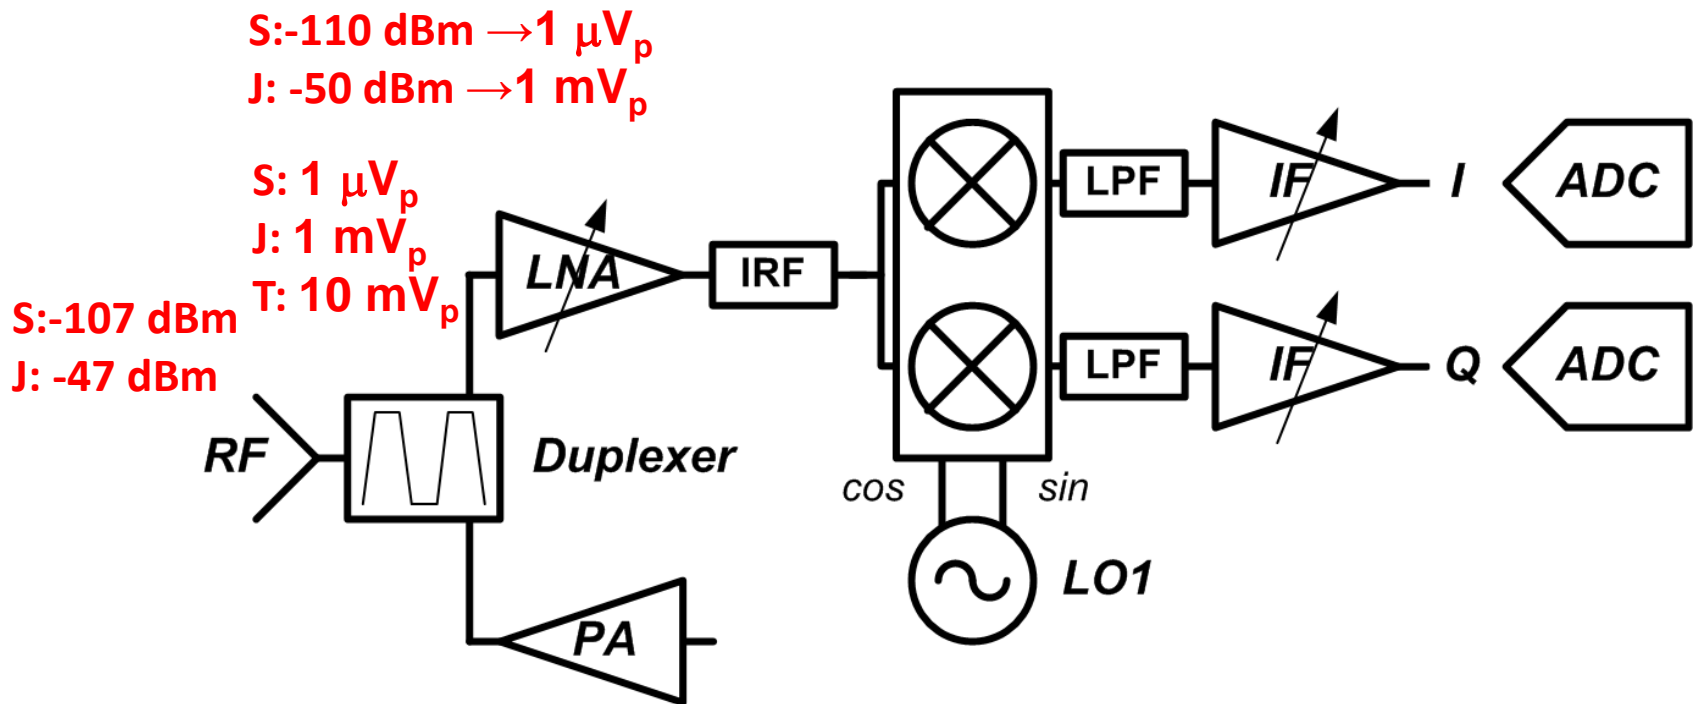 S:-110 dBm →1 μVp
J: -50 dBm →1 mVp
S: 1 μVp
J: 1 mVp
T: 10 mVp
S:-107 dBm
J: -47 dBm
LNA
IRF
LPF
IF
I
ADC
LPF
IF
Q
ADC
RF
Duplexer
cos
sin
LO1
PA